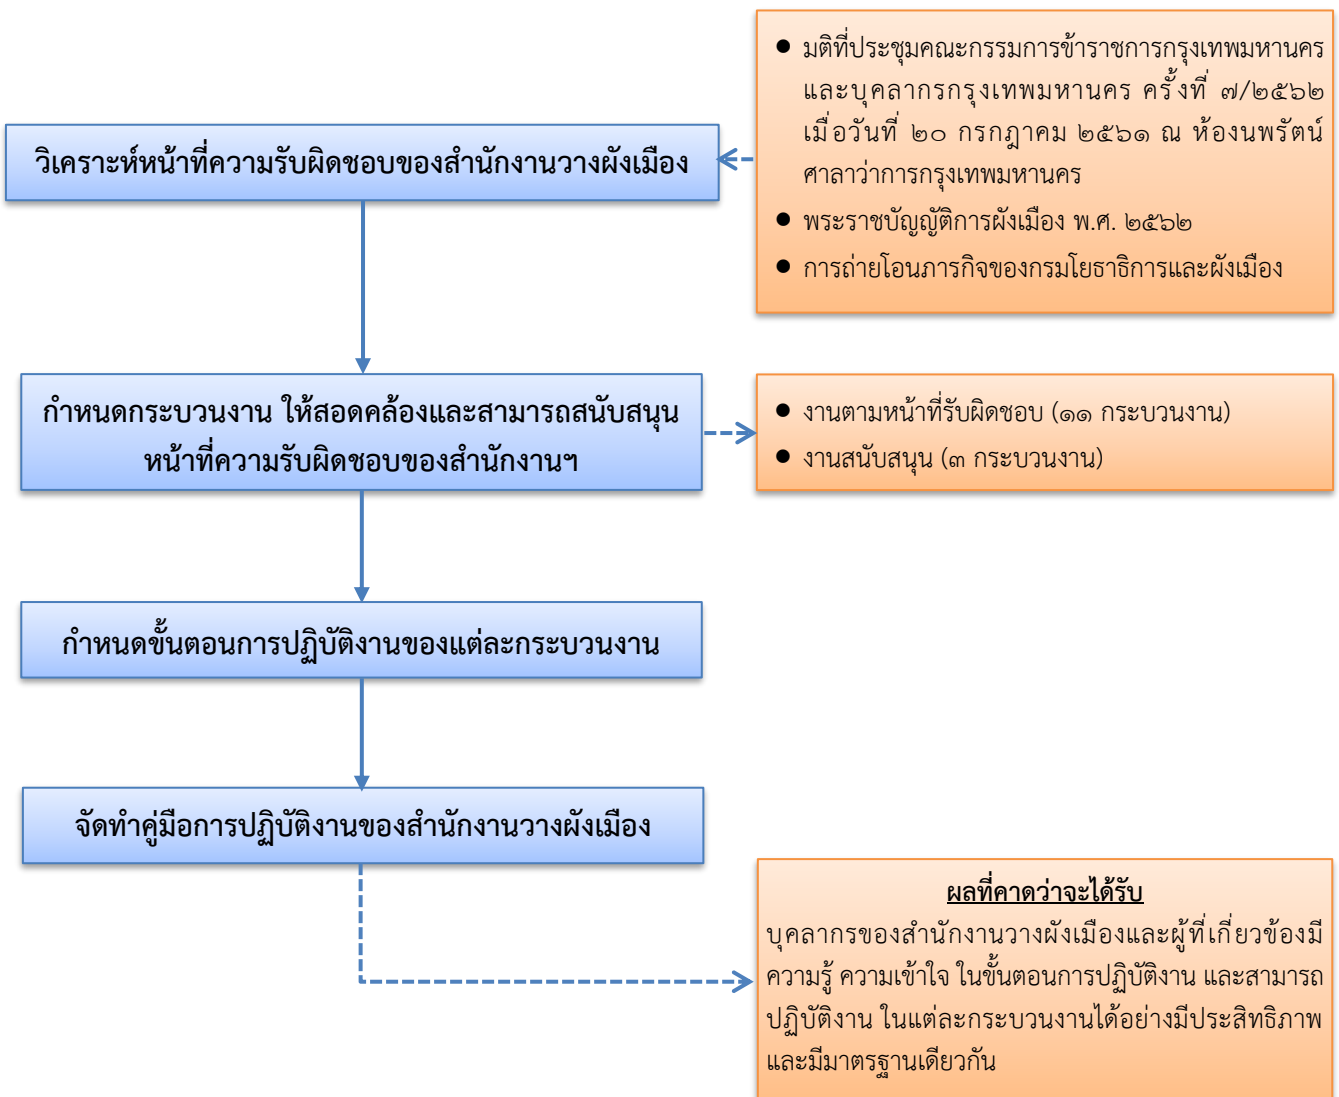 ● มติที่ประชุมคณะกรรมการข้าราชการกรุงเทพมหานคร
และบุคลากรกรุงเทพมหานคร ครั้งที่ ๗/๒๕๖๒
เมื่อวันที่ ๒๐ กรกฎาคม ๒๕๖๑ ณ ห้องนพรัตน์
ศาลาว่าการกรุงเทพมหานคร
● พระราชบัญญัติการผังเมือง พ.ศ. ๒๕๖๒
● การถ่ายโอนภารกิจของกรมโยธาธิการและผังเมือง
วิเคราะห์หน้าที่ความรับผิดชอบของสำนักงานวางผังเมือง
กำหนดกระบวนงาน ให้สอดคล้องและสามารถสนับสนุน
หน้าที่ความรับผิดชอบของสำนักงานฯ
● งานตามหน้าที่รับผิดชอบ (๑๑ กระบวนงาน)
● งานสนับสนุน (๓ กระบวนงาน)
กำหนดขั้นตอนการปฏิบัติงานของแต่ละกระบวนงาน
จัดทำคู่มือการปฏิบัติงานของสำนักงานวางผังเมือง
ผลที่คาดว่าจะได้รับ
บุคลากรของสำนักงานวางผังเมืองและผู้ที่เกี่ยวข้องมี
ความรู้ ความเข้าใจ ในขั้นตอนการปฏิบัติงาน และสามารถ
ปฏิบัติงาน ในแต่ละกระบวนงานได้อย่างมีประสิทธิภาพ
และมีมาตรฐานเดียวกัน